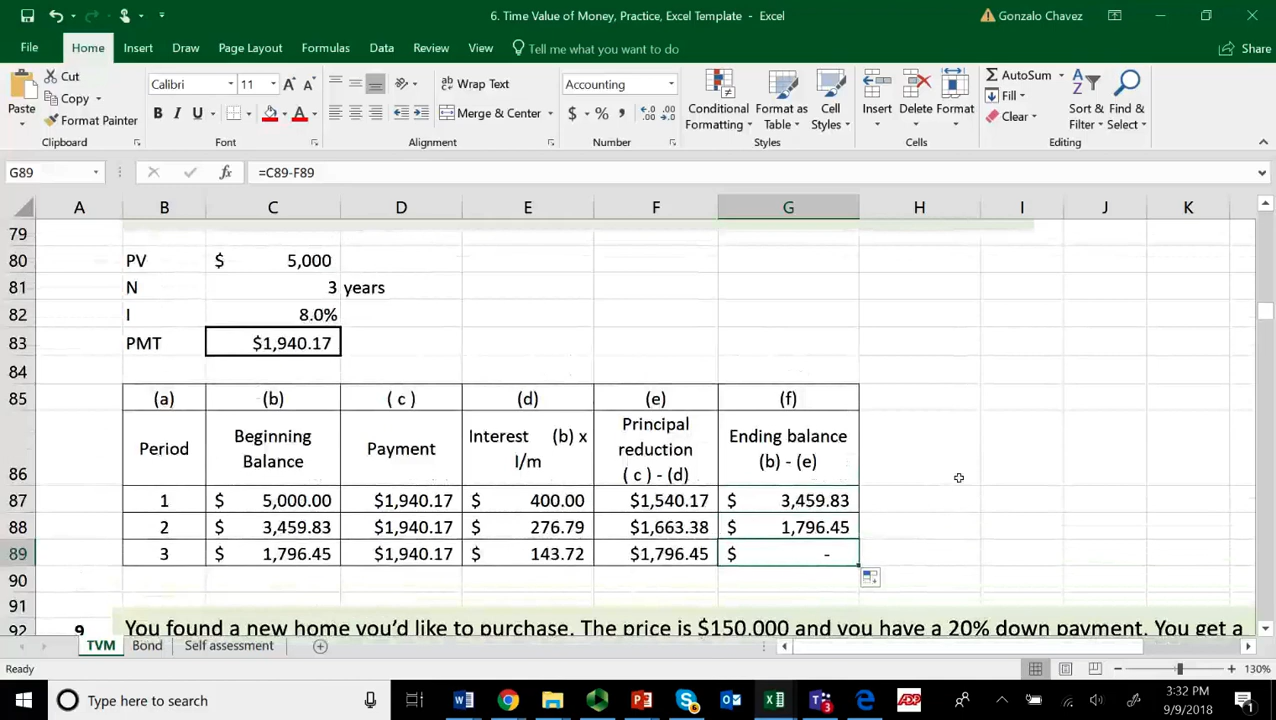 6. Time Value of Money, Practice, Excel Template - Excel
Gonzalo Chavez
File Home Insert Draw Page Layout Formulas Data Review View Tell me what you want to do Share
Paste
Cut
Copy
Format Painter
Clipboard
Calibri 11
B I U
Font
Wrap Text
Merge & Center
Alignment
Accounting
$ % ,
Number
Conditional Formatting
Format as Table
Cell Styles
Styles
Insert Delete Format
Cells
AutoSum
Fill
Clear
Sort & Filter
Find & Select
Editing
G89 fx =C89-F89
A B C D E F G H I J K
79
80 PV $ 5,000
81 N 3 years
82 I 8.0%
83 PMT $1,940.17
84
85 (a) (b) ( c ) (d) (e) (f)
86 Period Beginning Balance Payment Interest (b) x I/m Principal reduction ( c ) - (d) Ending balance (b) - (e)
87 1 $ 5,000.00 $1,940.17 $ 400.00 $1,540.17 $ 3,459.83
88 2 $ 3,459.83 $1,940.17 $ 276.79 $1,663.38 $ 1,796.45
89 3 $ 1,796.45 $1,940.17 $ 143.72 $1,796.45 $ -
90
91
92 9 You found a new home you'd like to purchase. The price is $150,000 and you have a 20% down payment. You get a
TVM Bond Self assessment
Ready 130%
Type here to search
ADP
3:32 PM
9/9/2018